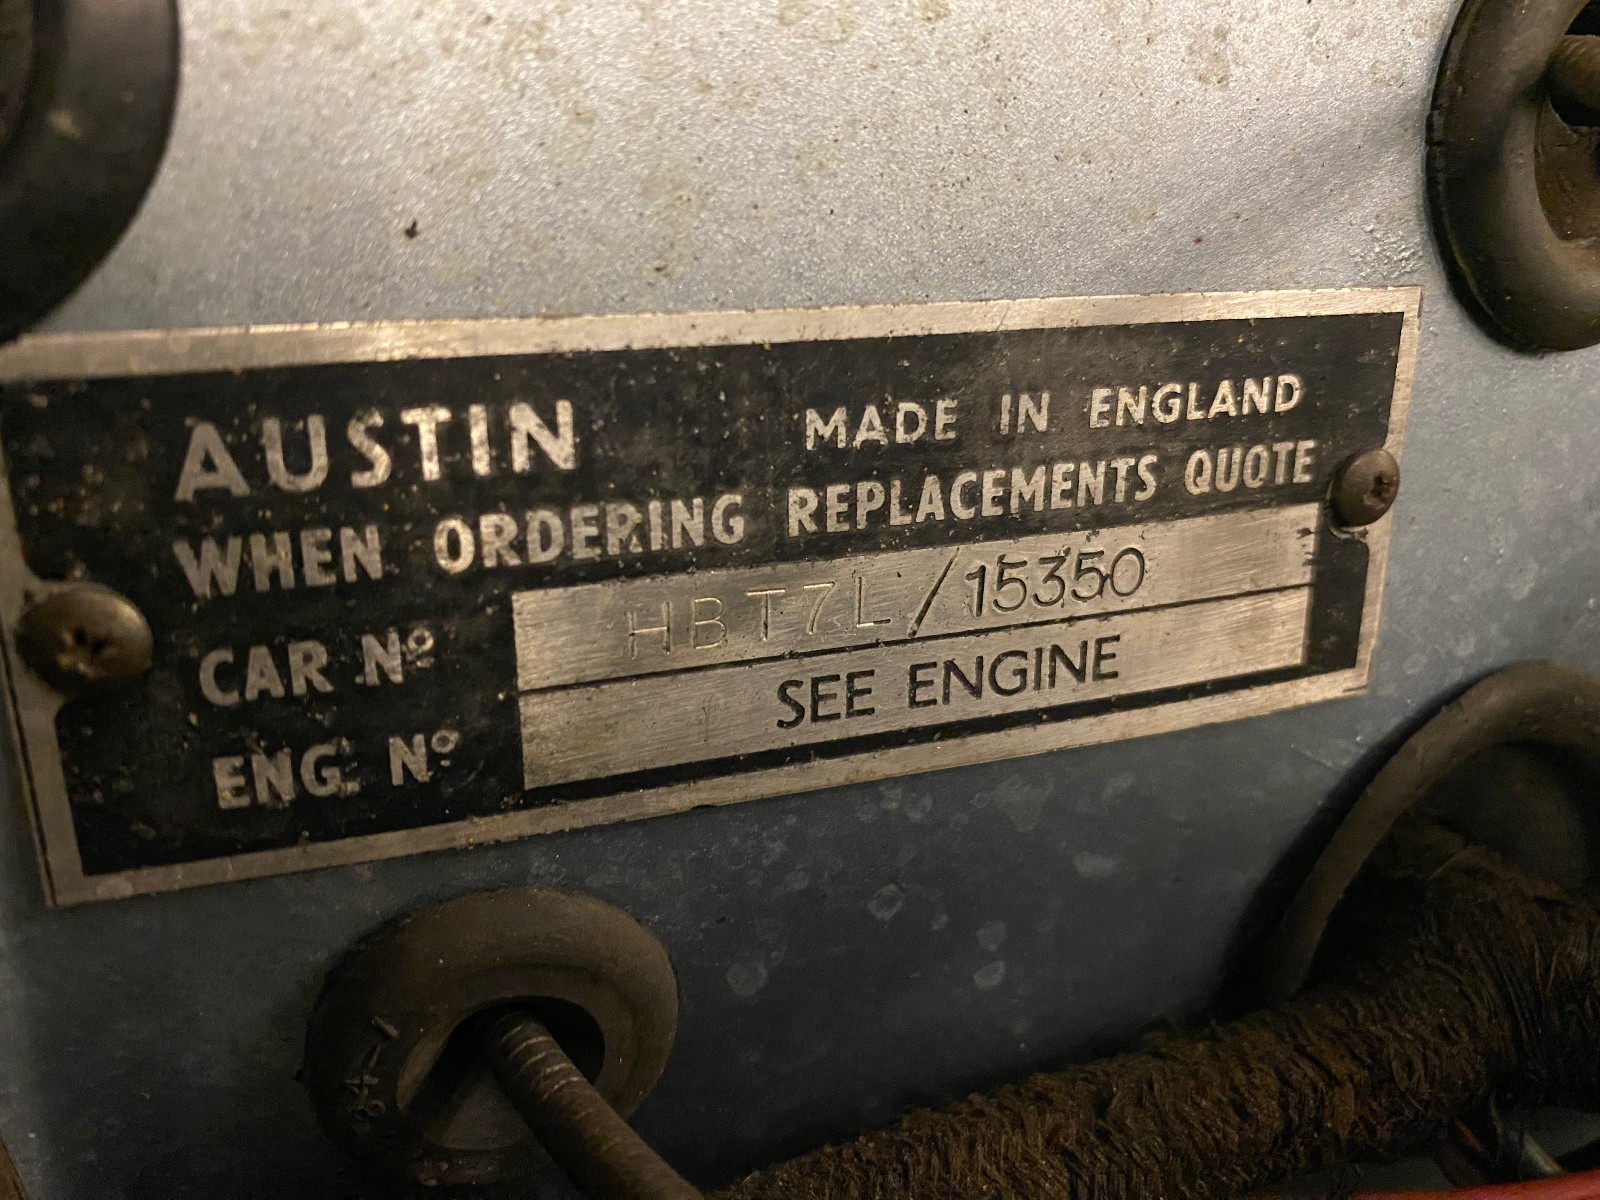 AUSTIN MADE IN ENGLAND
WHEN ORDERING REPLACEMENTS QUOTE
CAR Nº HBT7L/15350
ENG. Nº SEE ENGINE